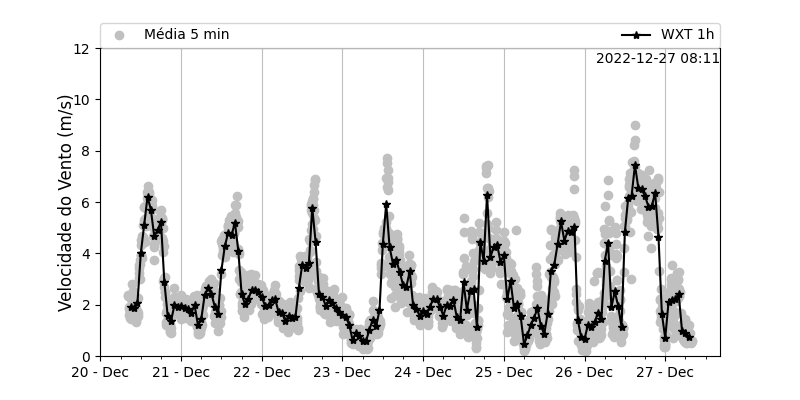 Média 5 min
WXT 1h
2022-12-27 08:11
Velocidade do Vento (m/s)
12
10
8
6
4
2
0
20 - Dec 21 - Dec 22 - Dec 23 - Dec 24 - Dec 25 - Dec 26 - Dec 27 - Dec